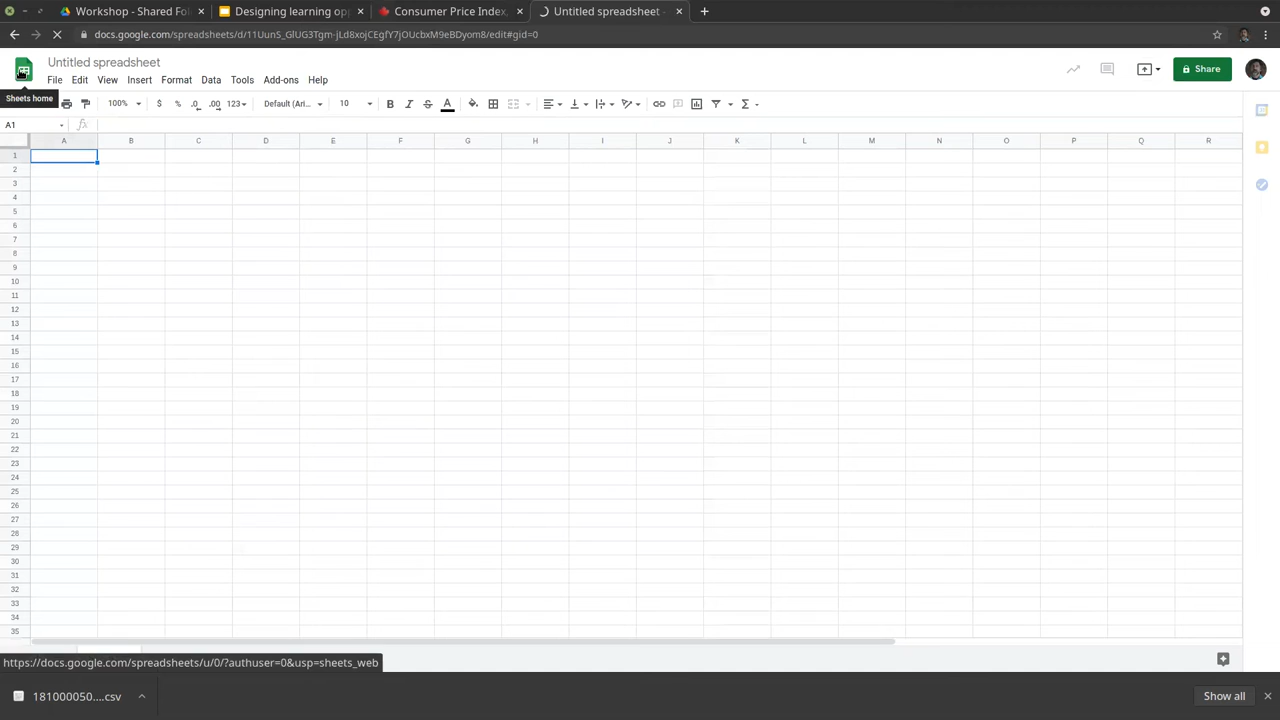 Workshop - Shared Fol
Designing learning opp
Consumer Price Index,
Untitled spreadsheet -
docs.google.com/spreadsheets/d/11UunS_GlUG3Tgm-jLd8xojCEgfY7jOUcbxM9eBDyom8/edit#gid=0
Untitled spreadsheet
File Edit View Insert Format Data Tools Add-ons Help
Share
Sheets home
100% $ % .0 .00 123 Default (Ari... 10 B I S A Σ
A1 fx
A B C D E F G H I J K L M N O P Q R
1
2
3
4
5
6
7
8
9
10
11
12
13
14
15
16
17
18
19
20
21
22
23
24
25
26
27
28
29
30
31
32
33
34
35
https://docs.google.com/spreadsheets/u/0/?authuser=0&usp=sheets_web
181000050....csv
Show all